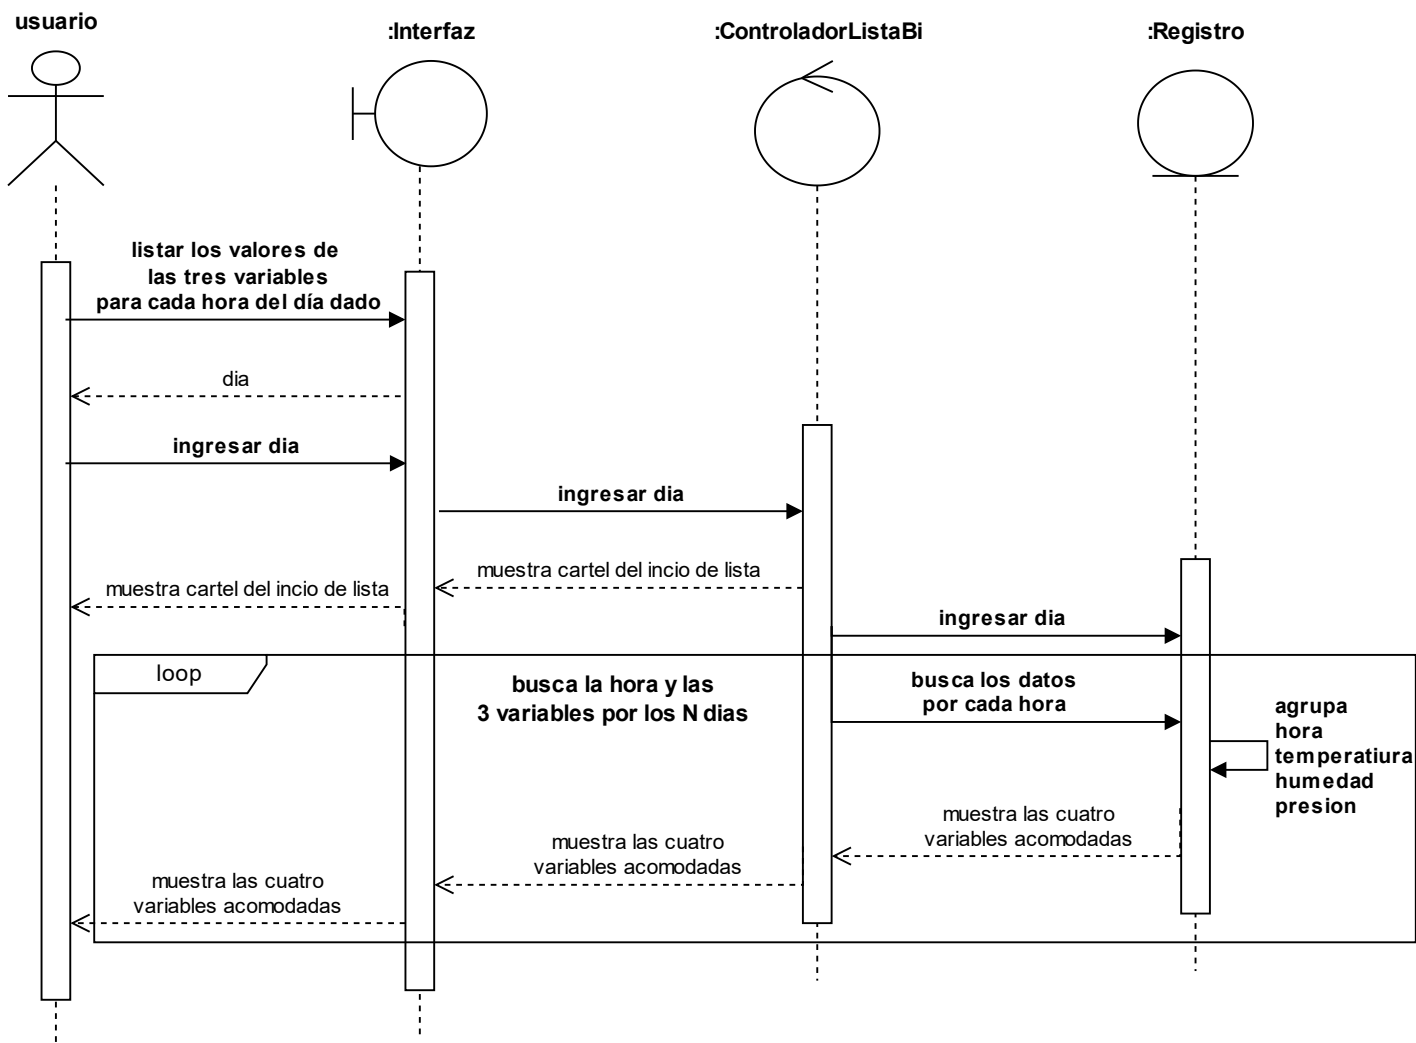 usuario
:Interfaz
:ControladorListaBi
:Registro
listar los valores de
las tres variables
para cada hora del día dado
dia
ingresar dia
ingresar dia
muestra cartel del incio de lista
muestra cartel del incio de lista
ingresar dia
loop
busca la hora y las
3 variables por los N dias
busca los datos
por cada hora
agrupa
hora
temperatiura
humedad
presion
muestra las cuatro
variables acomodadas
muestra las cuatro
variables acomodadas
muestra las cuatro
variables acomodadas